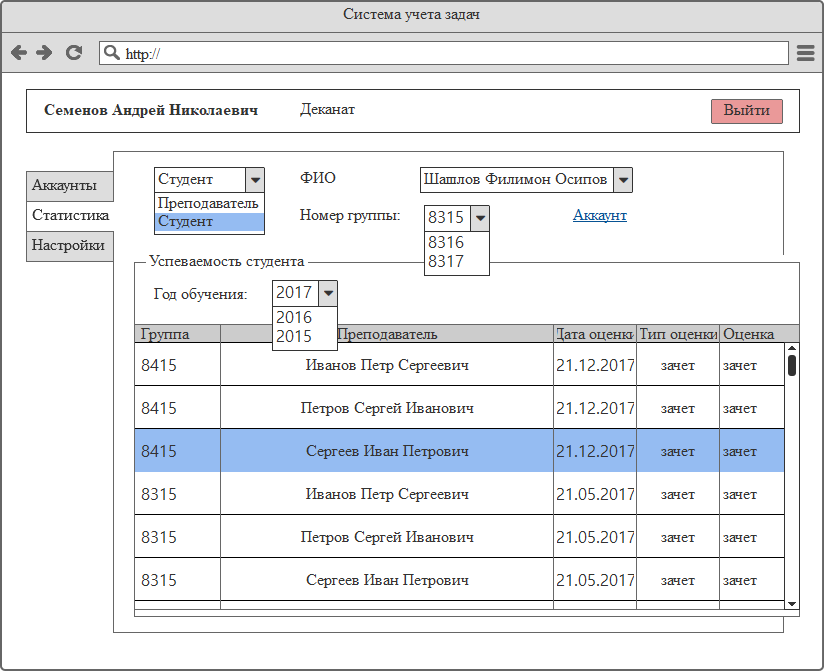 Система учета задач
http://
Семенов Андрей Николаевич Деканат Выйти
Аккаунты
Статистика
Настройки
Студент ФИО Шашлов Филимон Осипов
Преподаватель
Студент
Номер группы: 8315 Аккаунт
8316
8317
Успеваемость студента
Год обучения: 2017
2016
2015
Группа Преподаватель Дата оценки Тип оценки Оценка
8415 Иванов Петр Сергеевич 21.12.2017 зачет зачет
8415 Петров Сергей Иванович 21.12.2017 зачет зачет
8415 Сергеев Иван Петрович 21.12.2017 зачет зачет
8315 Иванов Петр Сергеевич 21.05.2017 зачет зачет
8315 Петров Сергей Иванович 21.05.2017 зачет зачет
8315 Сергеев Иван Петрович 21.05.2017 зачет зачет